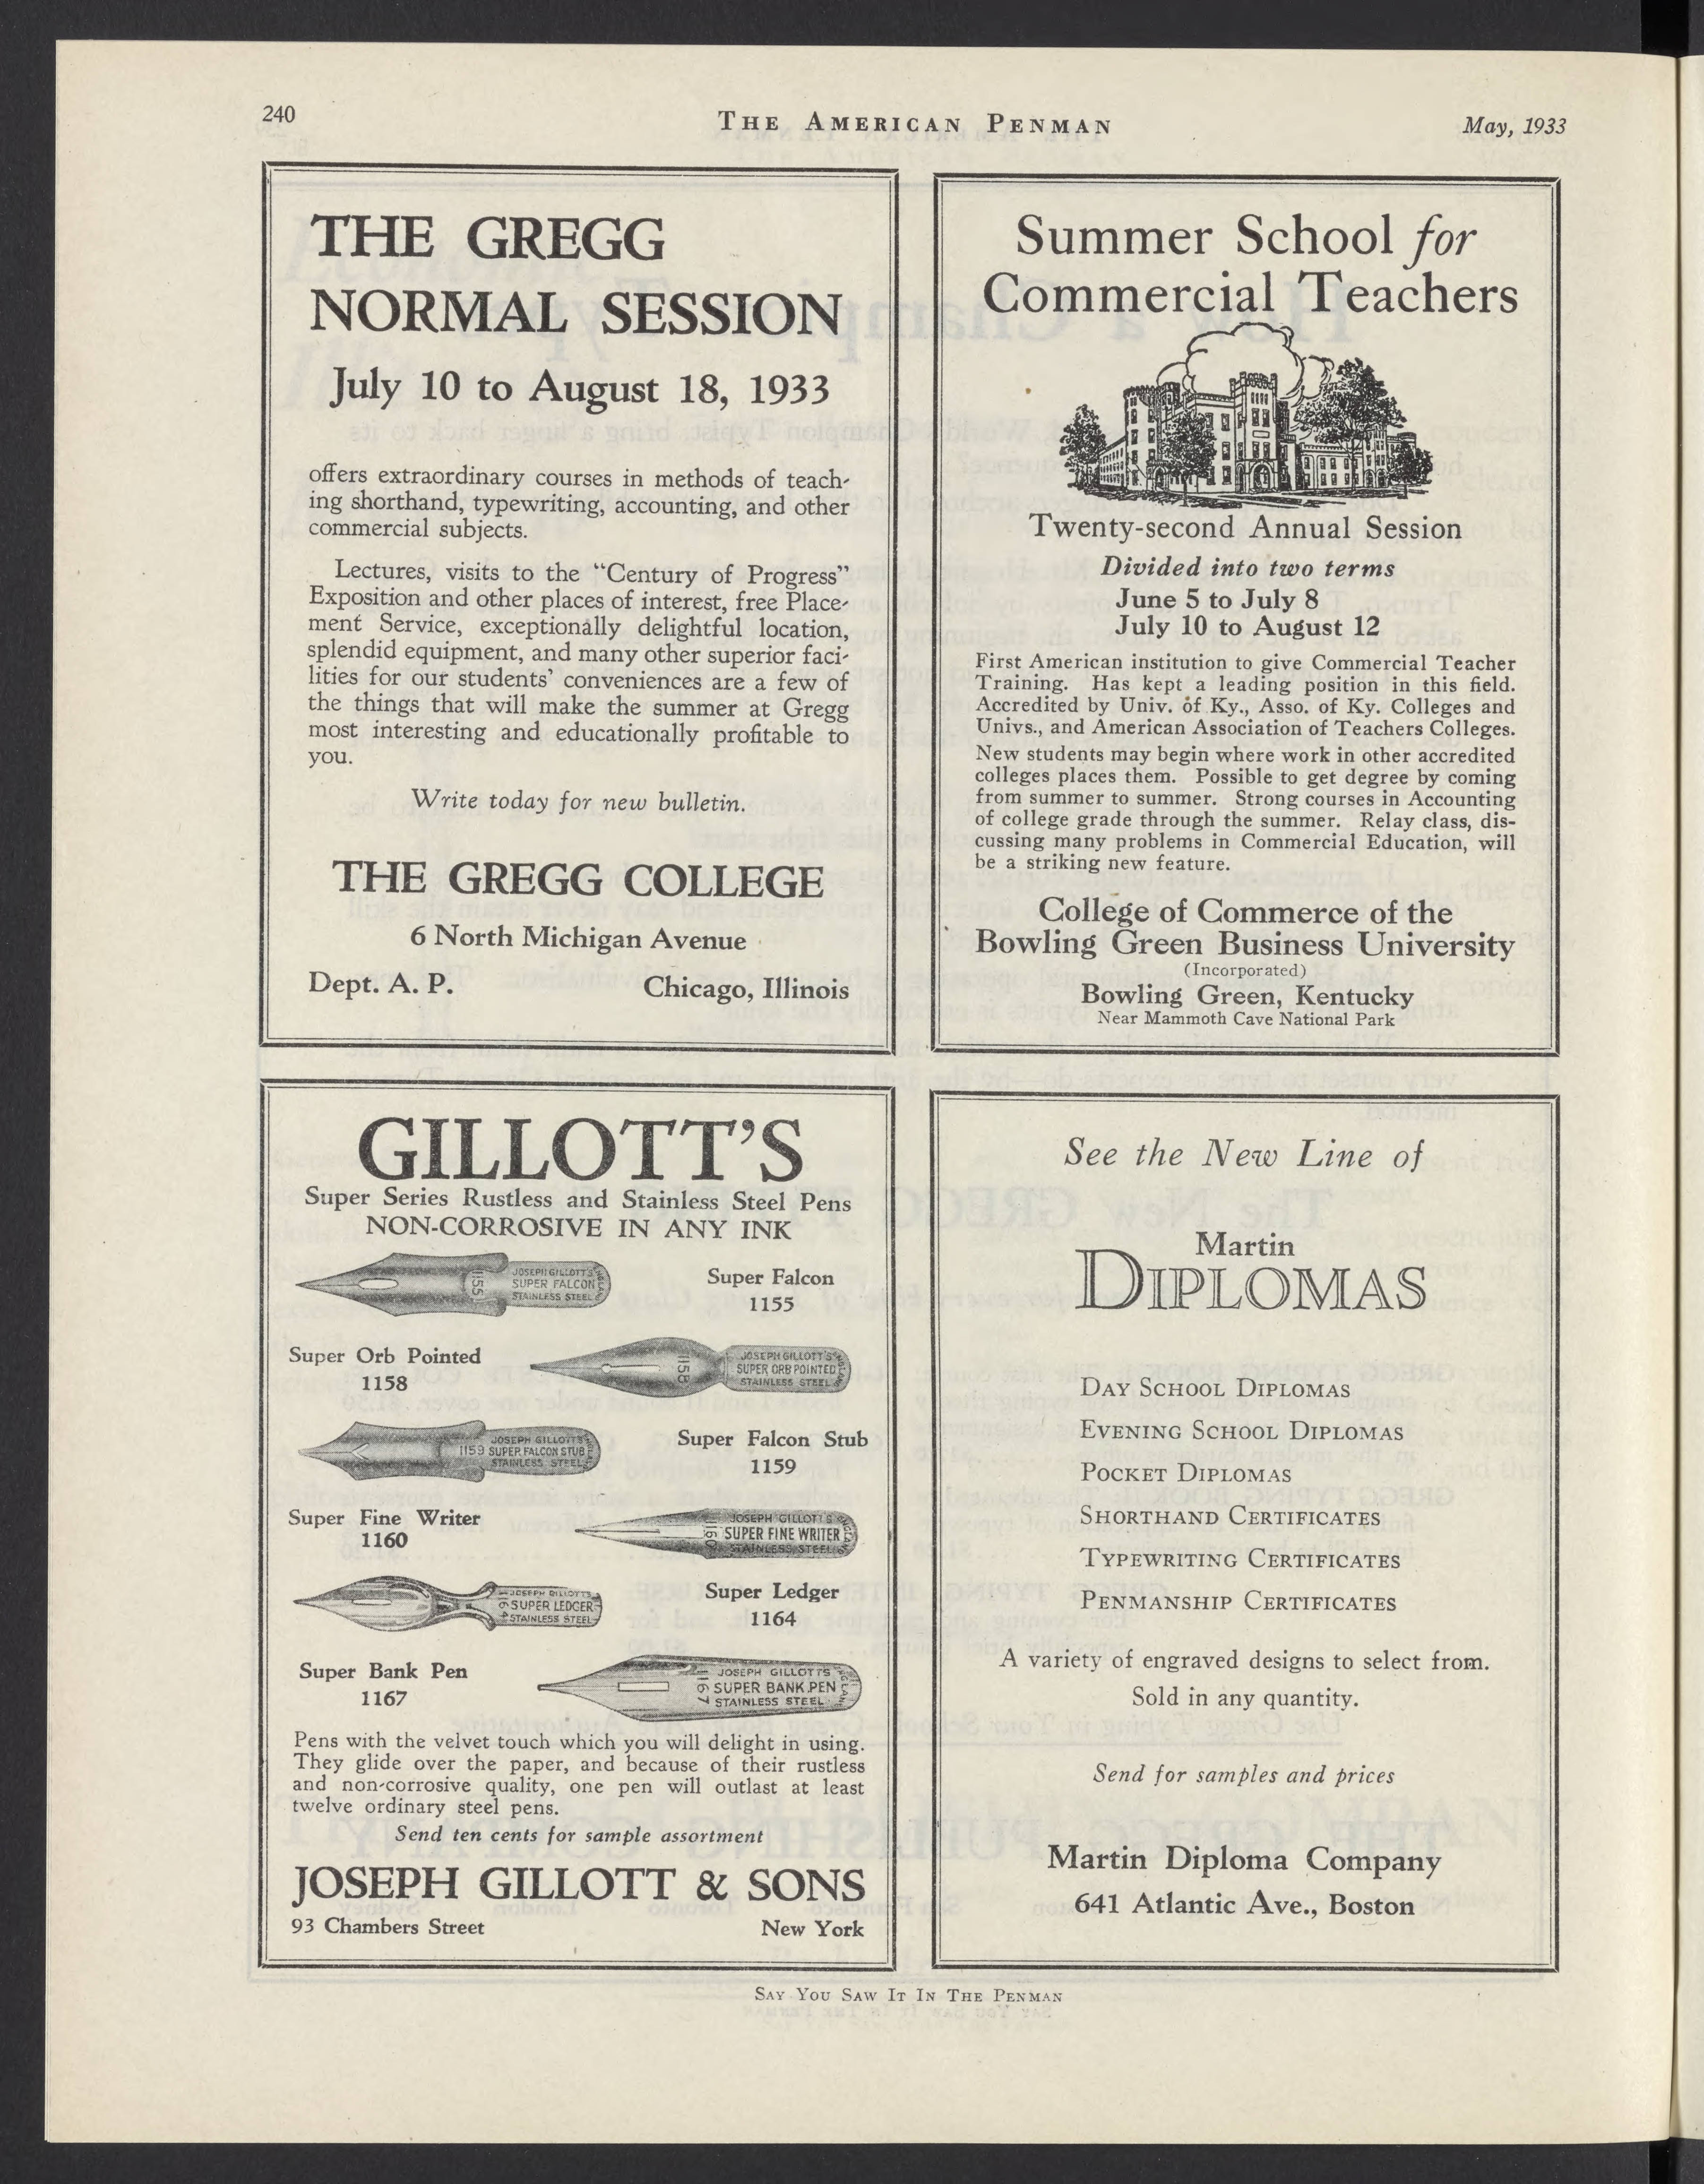 240
THE AMERICAN PENMAN
May, 1933
THE GREGG
NORMAL SESSION
July 10 to August 18, 1933
offers extraordinary courses in methods of teach-
ing shorthand, typewriting, accounting, and other
commercial subjects.
Lectures, visits to the "Century of Progress"
Exposition and other places of interest, free Place-
ment Service, exceptionally delightful location,
splendid equipment, and many other superior faci-
lities for our students' conveniences are a few of
the things that will make the summer at Gregg
most interesting and educationally profitable to
you.
Write today for new bulletin.
THE GREGG COLLEGE
6 North Michigan Avenue
Dept. A. P. Chicago, Illinois
Summer School for
Commercial Teachers
Twenty-second Annual Session
Divided into two terms
June 5 to July 8
July 10 to August 12
First American institution to give Commercial Teacher
Training. Has kept a leading position in this field.
Accredited by Univ. of Ky., Asso. of Ky. Colleges and
Univs., and American Association of Teachers Colleges.
New students may begin where work in other accredited
colleges places them. Possible to get degree by coming
from summer to summer. Strong courses in Accounting
of college grade through the summer. Relay class, dis-
cussing many problems in Commercial Education, will
be a striking new feature.
College of Commerce of the
Bowling Green Business University
(Incorporated)
Bowling Green, Kentucky
Near Mammoth Cave National Park
GILLOTT'S
Super Series Rustless and Stainless Steel Pens
NON-CORROSIVE IN ANY INK
1155
JOSEPH GILLOTT'S
SUPER FALCON
STAINLESS STEEL
Super Falcon
1155
Super Orb Pointed
1158
1158
JOSEPH GILLOTT'S
SUPER ORB POINTED
STAINLESS STEEL
JOSEPH GILLOTT'S
1159 SUPER FALCON STUB
STAINLESS STEEL
Super Falcon Stub
1159
Super Fine Writer
1160
1160
JOSEPH GILLOTT'S
SUPER FINE WRITER
STAINLESS STEEL
1164
JOSEPH GILLOTT'S
SUPER LEDGER
STAINLESS STEEL
Super Ledger
1164
Super Bank Pen
1167
1167
JOSEPH GILLOTT'S
SUPER BANK PEN
STAINLESS STEEL
Pens with the velvet touch which you will delight in using.
They glide over the paper, and because of their rustless
and non-corrosive quality, one pen will outlast at least
twelve ordinary steel pens.
Send ten cents for sample assortment
JOSEPH GILLOTT & SONS
93 Chambers Street New York
See the New Line of
Martin
DIPLOMAS
DAY SCHOOL DIPLOMAS
EVENING SCHOOL DIPLOMAS
POCKET DIPLOMAS
SHORTHAND CERTIFICATES
TYPEWRITING CERTIFICATES
PENMANSHIP CERTIFICATES
A variety of engraved designs to select from.
Sold in any quantity.
Send for samples and prices
Martin Diploma Company
641 Atlantic Ave., Boston
SAY YOU SAW IT IN THE PENMAN